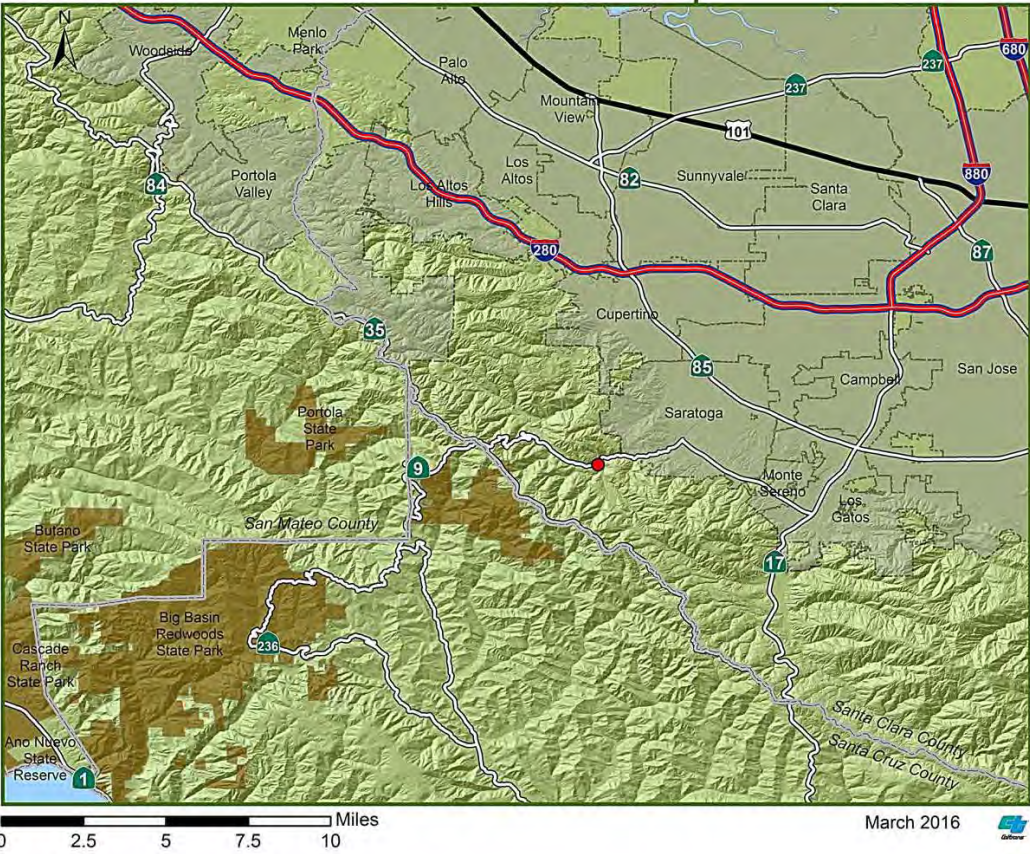 N
Woodside
Menlo
Park
Palo
Alto
237
237
680
Mountain
View
101
Portola
Valley
84
Los Altos
Hills
Los
Altos
82
Sunnyvale
Santa
Clara
880
280
87
35
Cupertino
85
Campbell
San Jose
Portola
State
Park
Saratoga
9
Monte
Sereno
Los
Gatos
Butano
State Park
San Mateo County
17
Big Basin
Redwoods
State Park
236
Cascade
Ranch
State Park
Ano Nuevo
State
Reserve
1
Santa Clara County
Santa Cruz County
0 2.5 5 7.5 10 Miles
March 2016
Caltrans